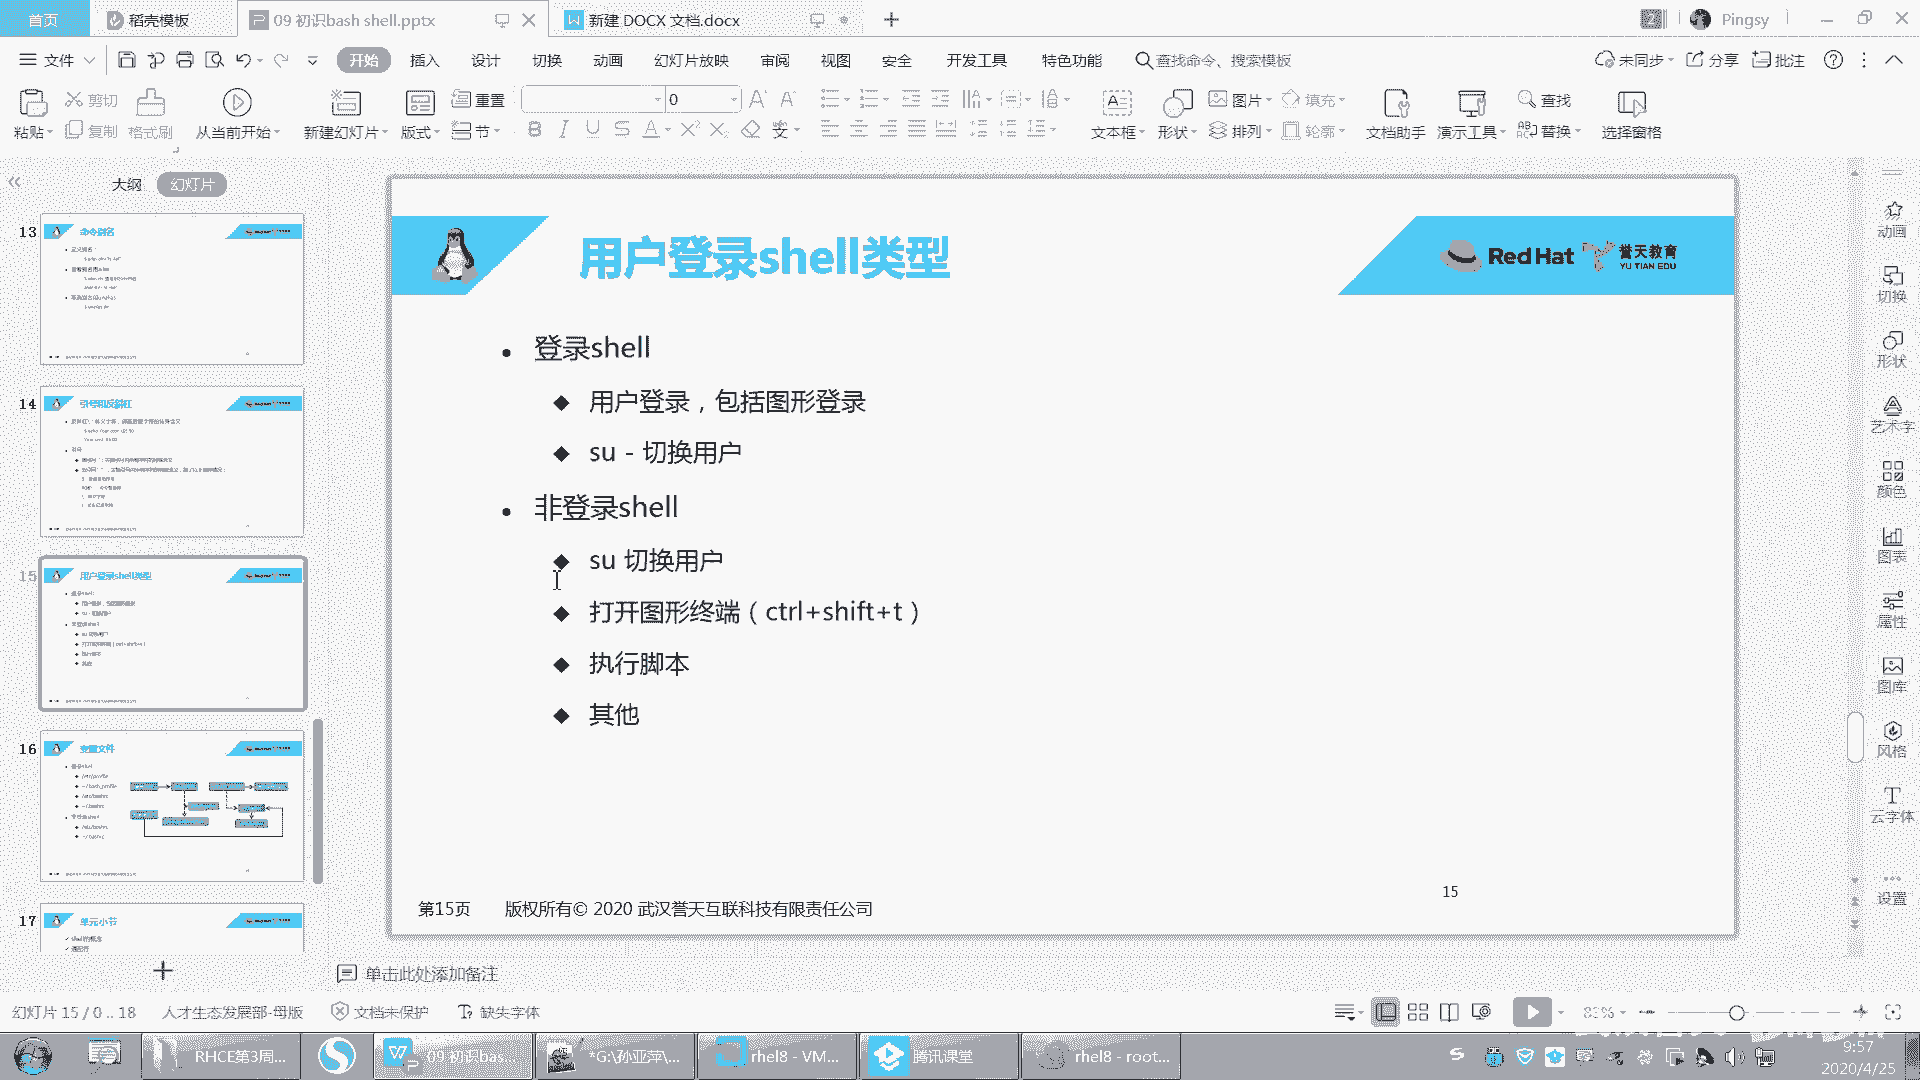 首页
稻壳模板
09 初识bash shell.pptx
新建 DOCX 文档.docx
Pingsy
文件
开始
插入
设计
切换
动画
幻灯片放映
审阅
视图
安全
开发工具
特色功能
查找命令、搜索模板
未同步
分享
批注
粘贴
剪切
复制
格式刷
从当前开始
新建幻灯片
版式
重置
节
0
文本框
形状
图片
排列
填充
轮廓
文档助手
演示工具
查找
替换
选择窗格
大纲
幻灯片
13
命令别名
14
引号和反斜杠
15
用户登录shell类型
16
变量文件
17
单元小节
用户登录shell类型
Red Hat
誉天教育
YU TIAN EDU
登录shell
用户登录，包括图形登录
su - 切换用户
非登录shell
su 切换用户
打开图形终端（ctrl+shift+t）
执行脚本
其他
15
第15页
版权所有© 2020 武汉誉天互联科技有限责任公司
动画
切换
形状
艺术字
颜色
图表
属性
图库
风格
云字体
设置
单击此处添加备注
幻灯片 15 / 0 .. 18
人才生态发展部-母版
文档未保护
缺失字体
RHCE第3周...
09 初识bas...
*G:\孙亚萍\...
rhel8 - VM...
腾讯课堂
rhel8 - root...
9:57
2020/4/25